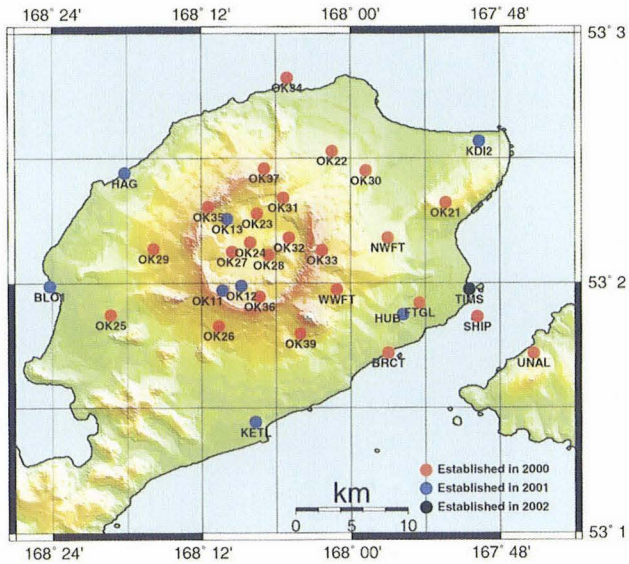 168° 24' 168° 12' 168° 00' 167° 48'
53° 3
OK34
KDI2
OK22
OK37
OK30
HAG
OK31
OK21
OK35
OK23
OK13
NWFT
OK24
OK32
OK29
OK27
OK28
OK33
53° 2
BLO1
OK11
OK12
WWFT
TIMS
OK36
FTGL
HUB
SHIP
OK25
OK26
OK39
BRCT
UNAL
KETL
Established in 2000
km
Established in 2001
Established in 2002
0 5 10
53° 1
168° 24' 168° 12' 168° 00' 167° 48'